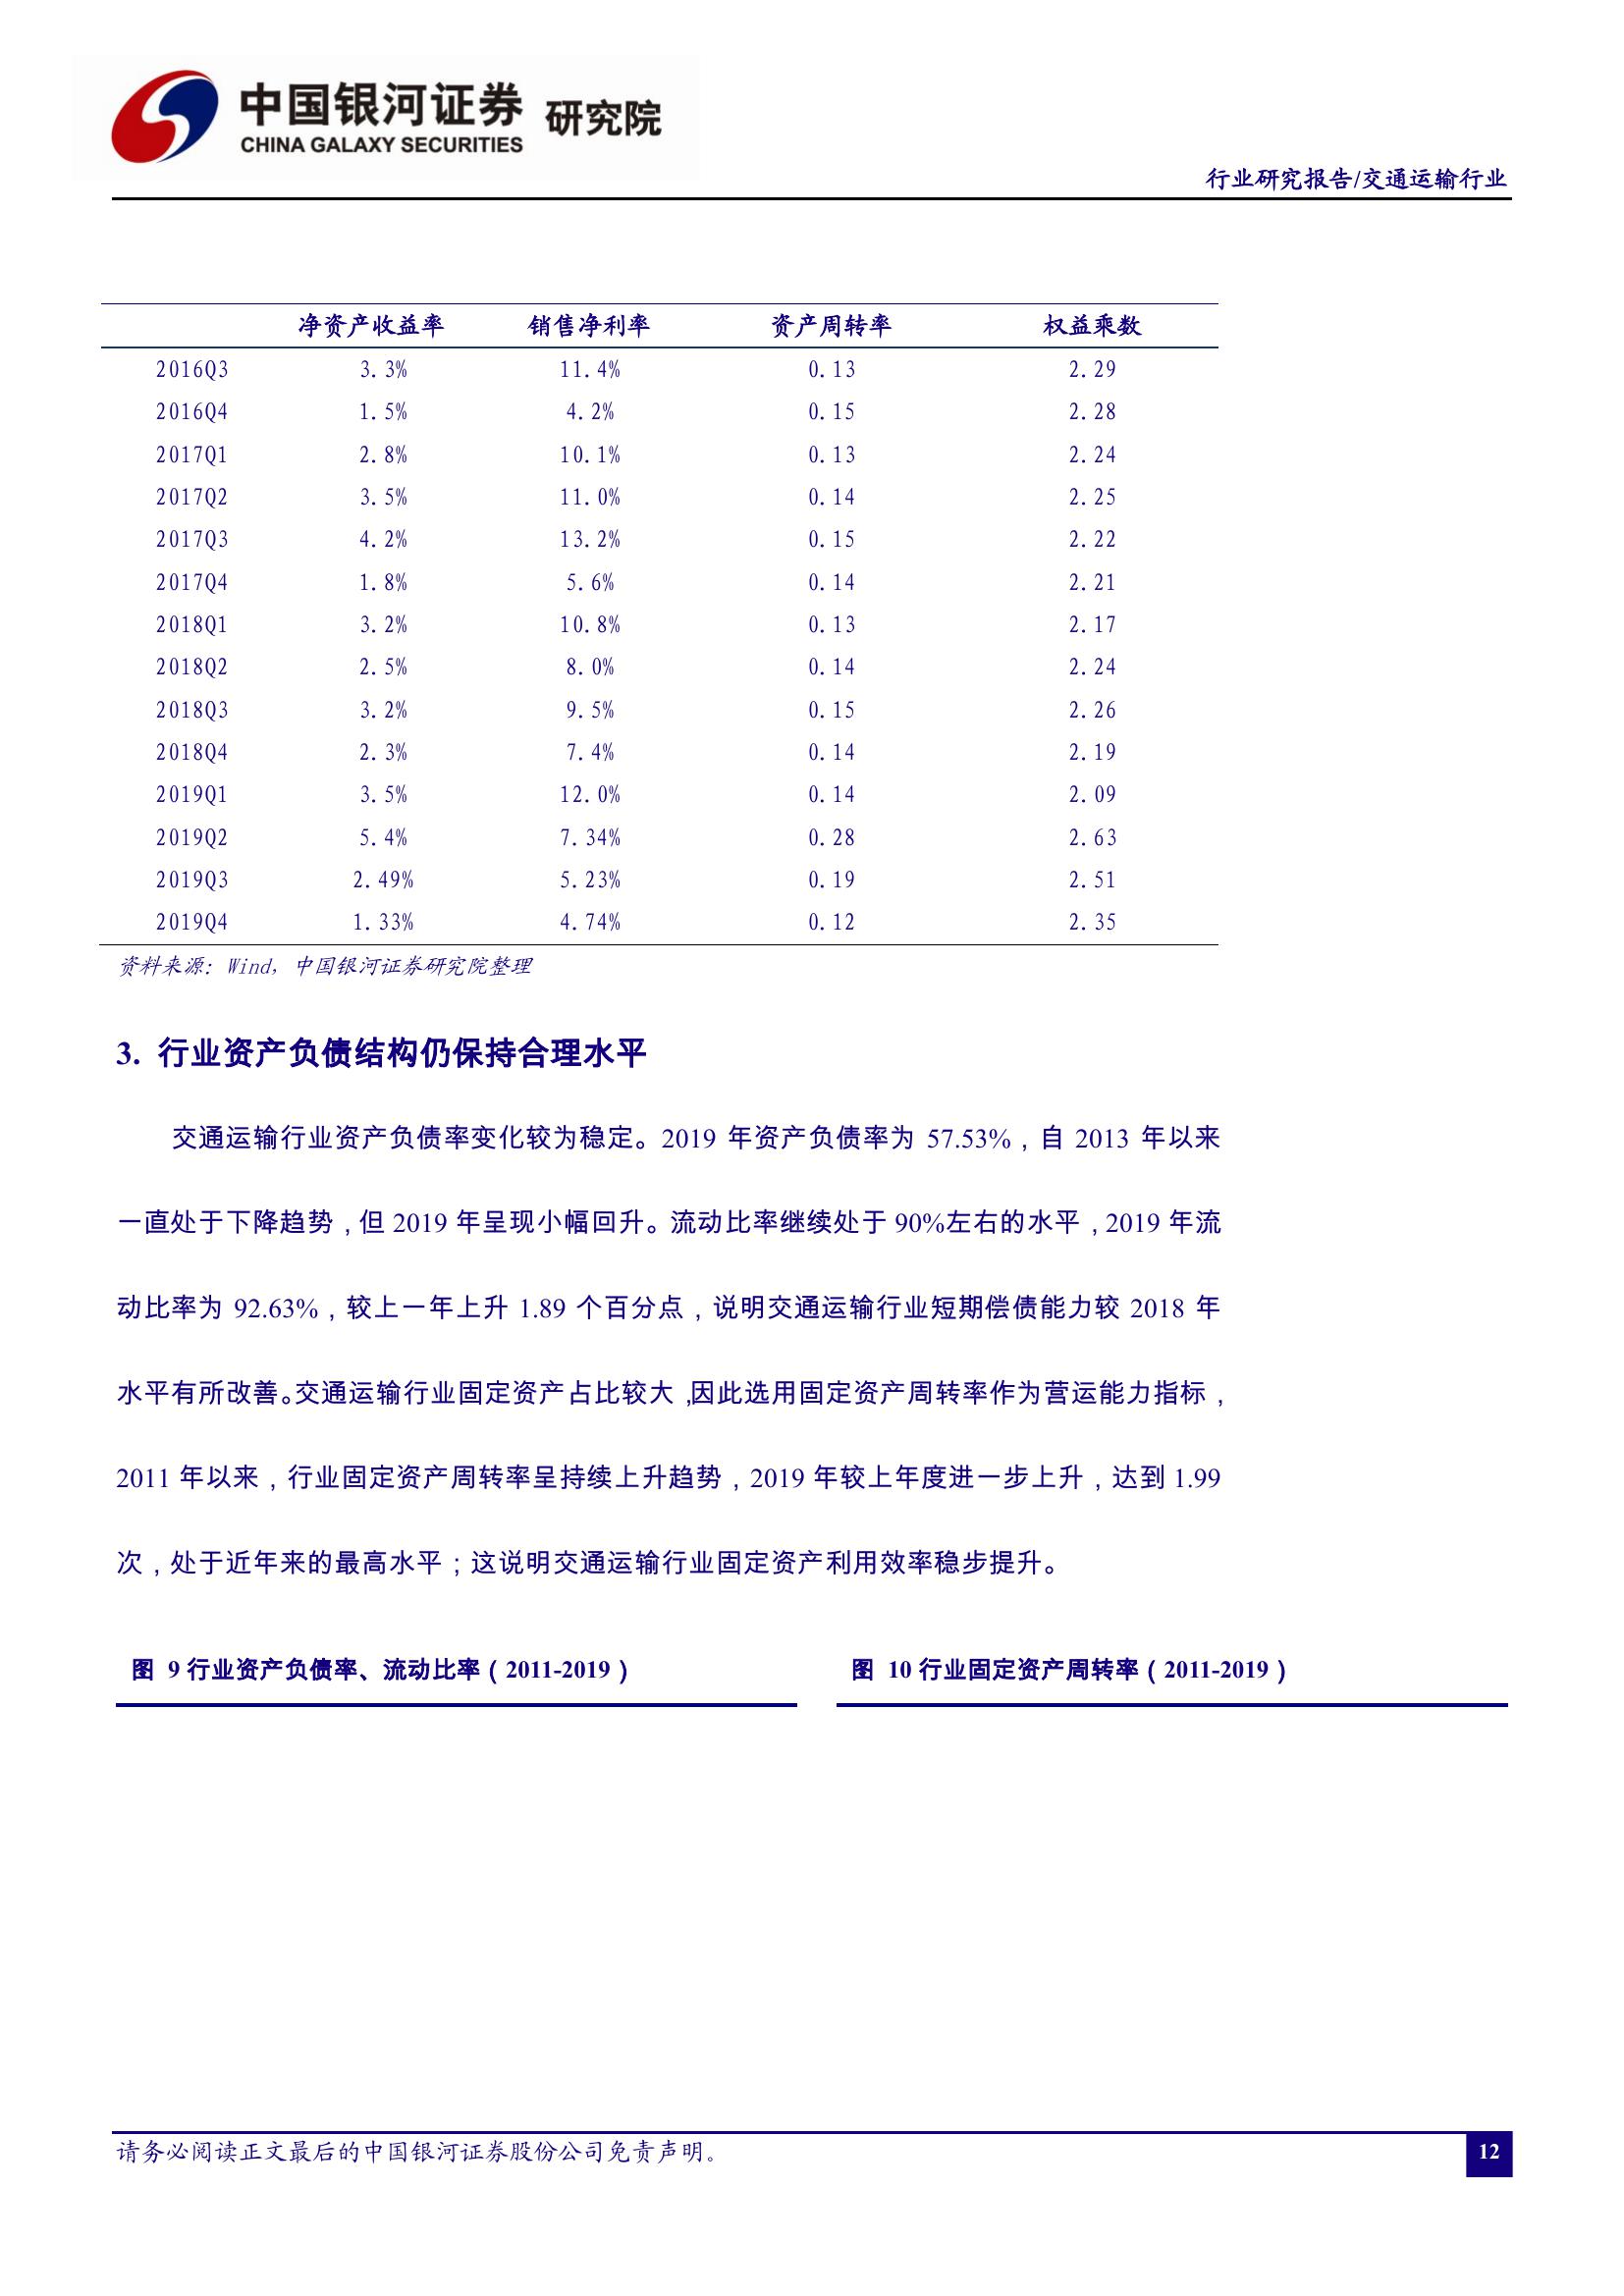 中国银河证券 研究院
CHINA GALAXY SECURITIES
行业研究报告/交通运输行业
净资产收益率 销售净利率 资产周转率 权益乘数
2016Q3 3.3% 11.4% 0.13 2.29
2016Q4 1.5% 4.2% 0.15 2.28
2017Q1 2.8% 10.1% 0.13 2.24
2017Q2 3.5% 11.0% 0.14 2.25
2017Q3 4.2% 13.2% 0.15 2.22
2017Q4 1.8% 5.6% 0.14 2.21
2018Q1 3.2% 10.8% 0.13 2.17
2018Q2 2.5% 8.0% 0.14 2.24
2018Q3 3.2% 9.5% 0.15 2.26
2018Q4 2.3% 7.4% 0.14 2.19
2019Q1 3.5% 12.0% 0.14 2.09
2019Q2 5.4% 7.34% 0.28 2.63
2019Q3 2.49% 5.23% 0.19 2.51
2019Q4 1.33% 4.74% 0.12 2.35
资料来源：Wind，中国银河证券研究院整理
3. 行业资产负债结构仍保持合理水平
交通运输行业资产负债率变化较为稳定。2019 年资产负债率为 57.53%，自 2013 年以来
一直处于下降趋势，但 2019 年呈现小幅回升。流动比率继续处于 90%左右的水平，2019 年流
动比率为 92.63%，较上一年上升 1.89 个百分点，说明交通运输行业短期偿债能力较 2018 年
水平有所改善。交通运输行业固定资产占比较大，因此选用固定资产周转率作为营运能力指标，
2011 年以来，行业固定资产周转率呈持续上升趋势，2019 年较上年度进一步上升，达到 1.99
次，处于近年来的最高水平；这说明交通运输行业固定资产利用效率稳步提升。
图 9 行业资产负债率、流动比率（2011-2019）
图 10 行业固定资产周转率（2011-2019）
请务必阅读正文最后的中国银河证券股份公司免责声明。
12